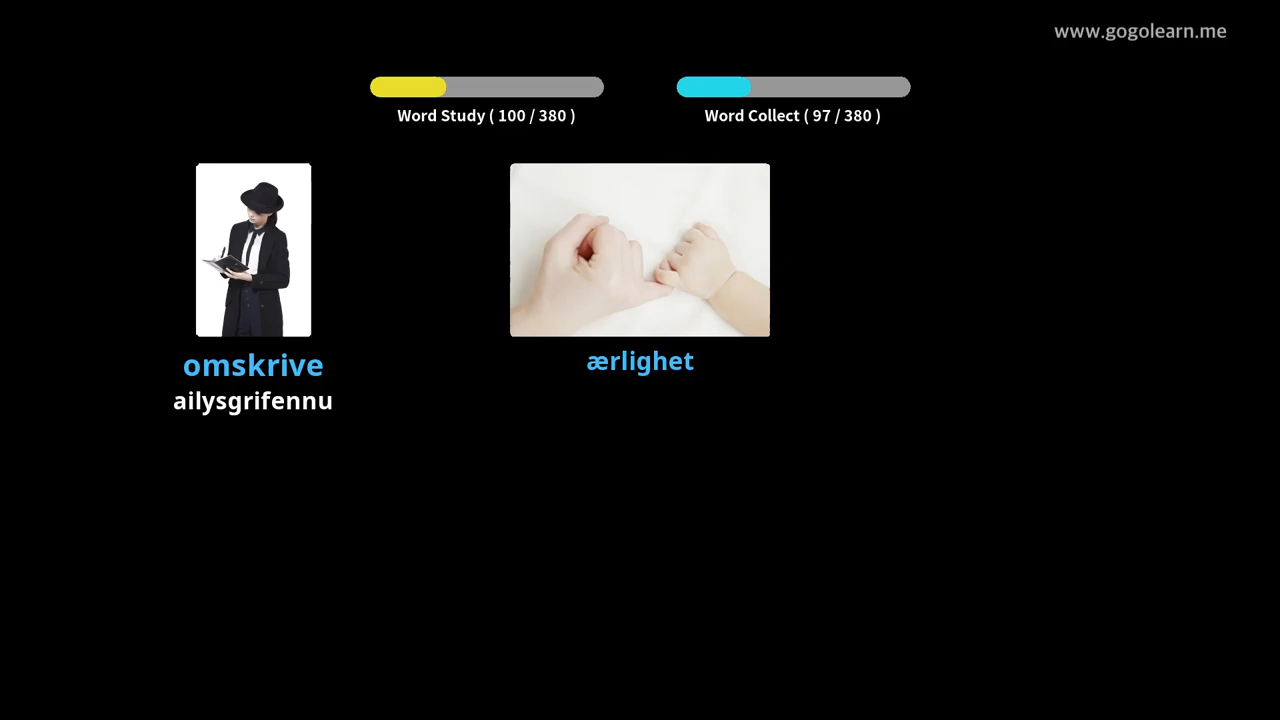 www.gogolearn.me
Word Study ( 100 / 380 )
Word Collect ( 97 / 380 )
omskrive
ailysgrifennu
ærlighet